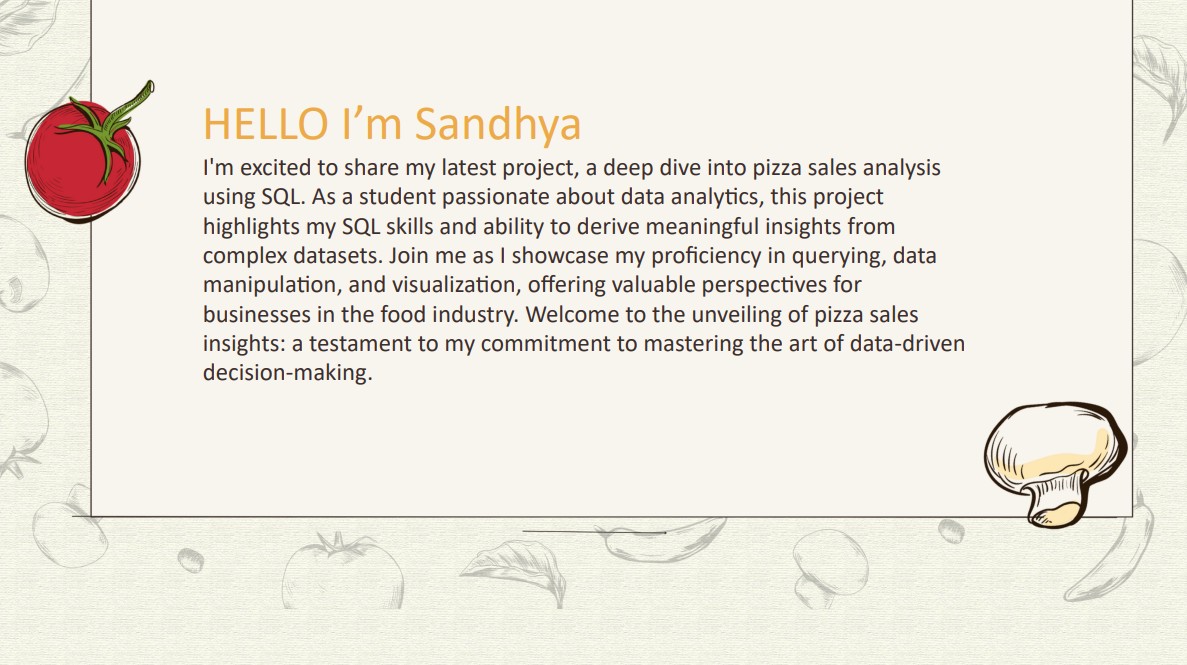 HELLO I’m Sandhya
I'm excited to share my latest project, a deep dive into pizza sales analysis
using SQL. As a student passionate about data analytics, this project
highlights my SQL skills and ability to derive meaningful insights from
complex datasets. Join me as I showcase my proficiency in querying, data
manipulation, and visualization, offering valuable perspectives for
businesses in the food industry. Welcome to the unveiling of pizza sales
insights: a testament to my commitment to mastering the art of data-driven
decision-making.